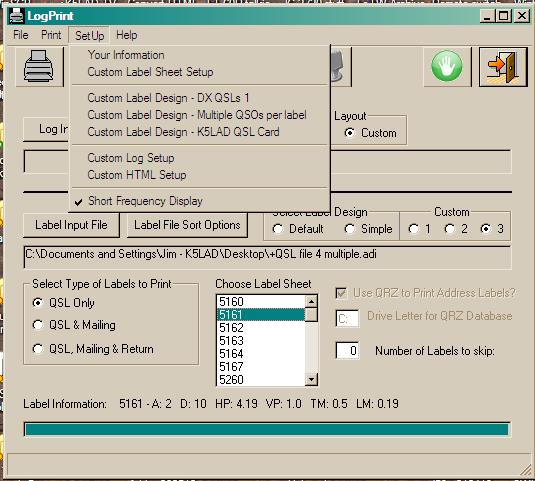 LogPrint
File Print SetUp Help
Your Information
Custom Label Sheet Setup
Custom Label Design - DX QSLs 1
Custom Label Design - Multiple QSOs per label
Custom Label Design - K5LAD QSL Card
Custom Log Setup
Custom HTML Setup
Short Frequency Display
Log In
Layout
Custom
Label Input File
Label File Sort Options
Select Label Design
Default Simple
Custom
1 2 3
C:\Documents and Settings\Jim - K5LAD\Desktop\+QSL file 4 multiple.adi
Select Type of Labels to Print
QSL Only
QSL & Mailing
QSL, Mailing & Return
Choose Label Sheet
5160
5161
5162
5163
5164
5167
5260
Use QRZ to Print Address Labels?
C: Drive Letter for QRZ Database
0 Number of Labels to skip:
Label Information: 5161 - A: 2 D: 10 HP: 4.19 VP: 1.0 TM: 0.5 LM: 0.19